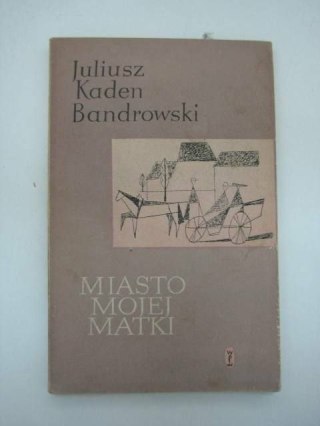 Juliusz
Kaden
Bandrowski
MIASTO
MOJEJ
MATKI